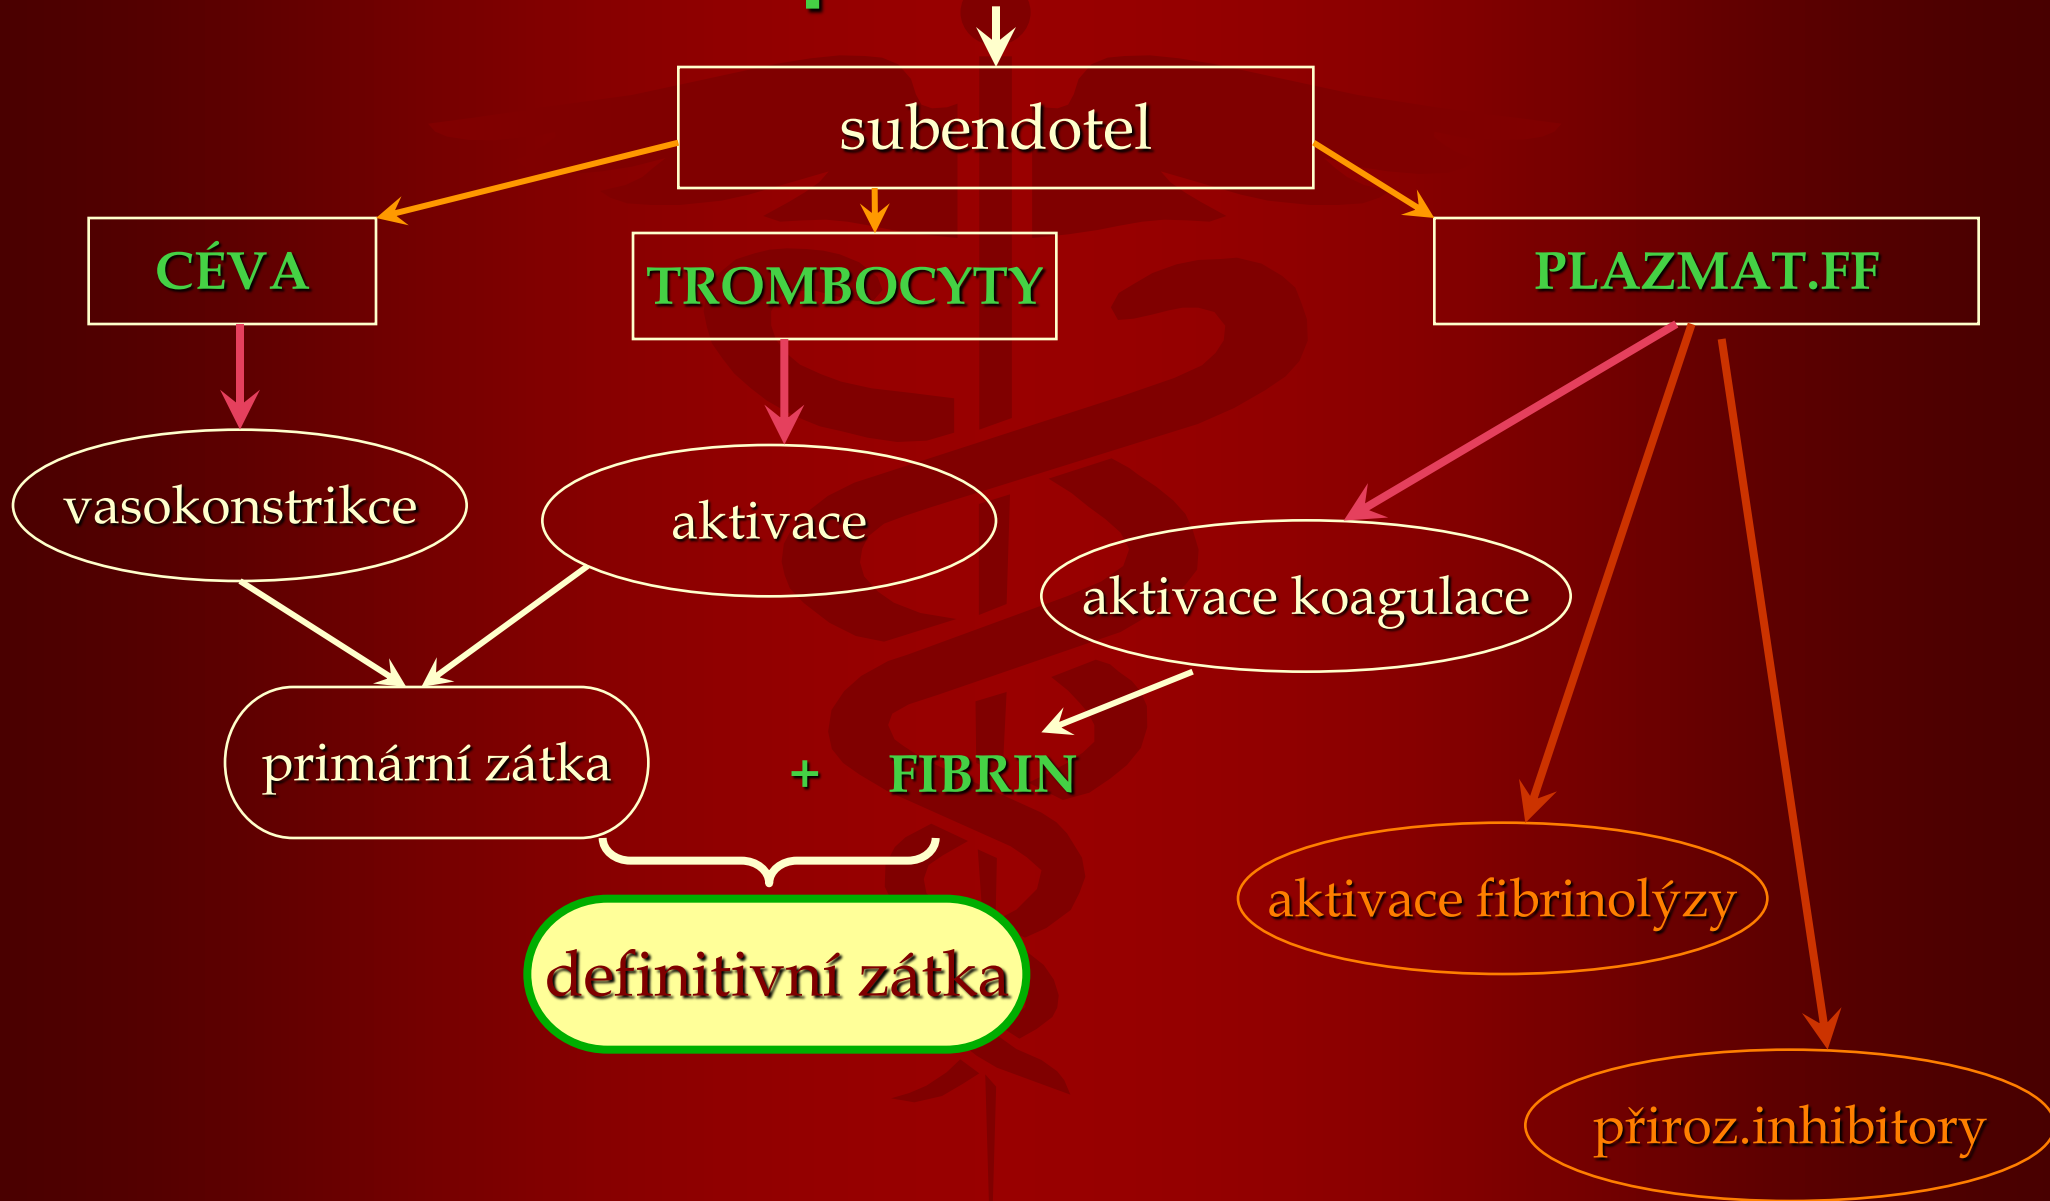 subendotel
CÉVA
TROMBOCYTY
PLAZMAT.FF
vasokonstrikce
aktivace
aktivace koagulace
primární zátka
+ FIBRIN
aktivace fibrinolýzy
definitivní zátka
přiroz.inhibitory